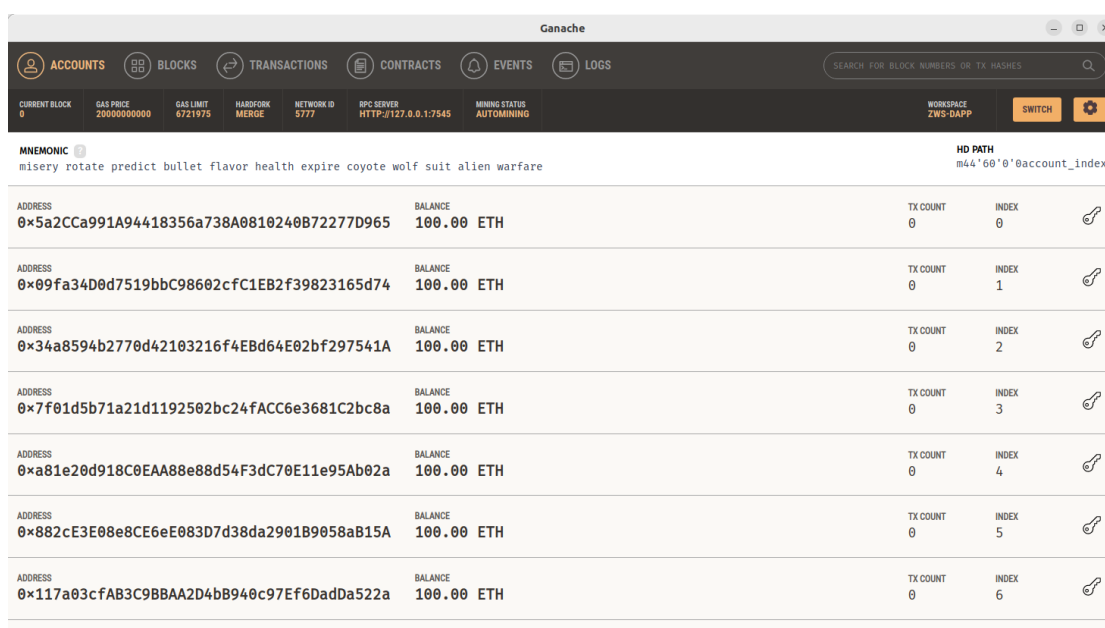 Ganache
ACCOUNTS BLOCKS TRANSACTIONS CONTRACTS EVENTS LOGS SEARCH FOR BLOCK NUMBERS OR TX HASHES
CURRENT BLOCK GAS PRICE GAS LIMIT HARDFORK NETWORK ID RPC SERVER MINING STATUS WORKSPACE
0 20000000000 6721975 MERGE 5777 HTTP://127.0.0.1:7545 AUTOMINING ZWS-DAPP SWITCH
MNEMONIC ? HD PATH
misery rotate predict bullet flavor health expire coyote wolf suit alien warfare m44'60'0'0account_index
ADDRESS BALANCE TX COUNT INDEX
0×5a2CCa991A94418356a738A0810240B72277D965 100.00 ETH 0 0
ADDRESS BALANCE TX COUNT INDEX
0×09fa34D0d7519bbC98602cfC1EB2f39823165d74 100.00 ETH 0 1
ADDRESS BALANCE TX COUNT INDEX
0×34a8594b2770d42103216f4EBd64E02bf297541A 100.00 ETH 0 2
ADDRESS BALANCE TX COUNT INDEX
0×7f01d5b71a21d1192502bc24fACC6e3681C2bc8a 100.00 ETH 0 3
ADDRESS BALANCE TX COUNT INDEX
0×a81e20d918C0EAA88e88d54F3dC70E11e95Ab02a 100.00 ETH 0 4
ADDRESS BALANCE TX COUNT INDEX
0×882cE3E08e8CE6eE083D7d38da2901B9058aB15A 100.00 ETH 0 5
ADDRESS BALANCE TX COUNT INDEX
0×117a03cfAB3C9BBAA2D4bB940c97Ef6DadDa522a 100.00 ETH 0 6